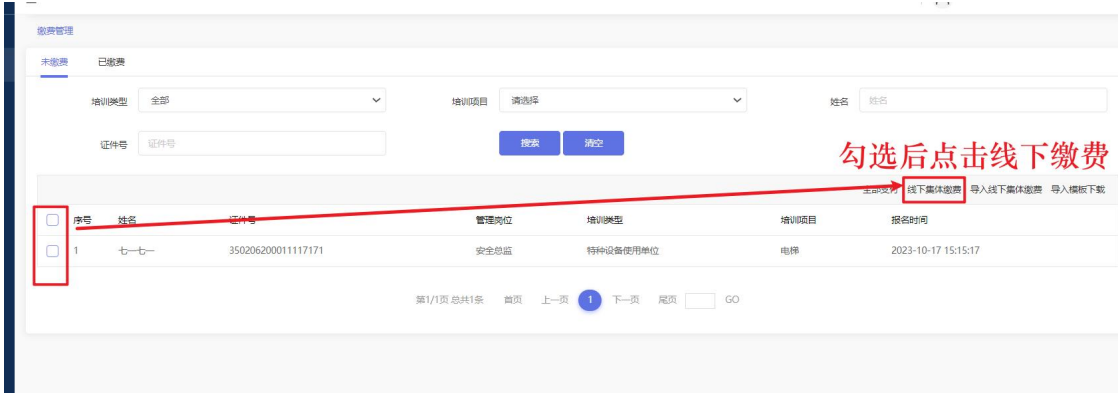 缴费管理
未缴费 已缴费
培训类型 全部 培训项目 请选择 姓名 姓名
证件号 证件号 搜索 清空
勾选后点击线下缴费
全部支付 线下集体缴费 导入线下集体缴费 导入模板下载
序号 姓名 证件号 管理岗位 培训类型 培训项目 报名时间
1 七一七一 350206200011117171 安全总监 特种设备使用单位 电梯 2023-10-17 15:15:17
第1/1页 总共1条 首页 上一页 1 下一页 尾页 GO